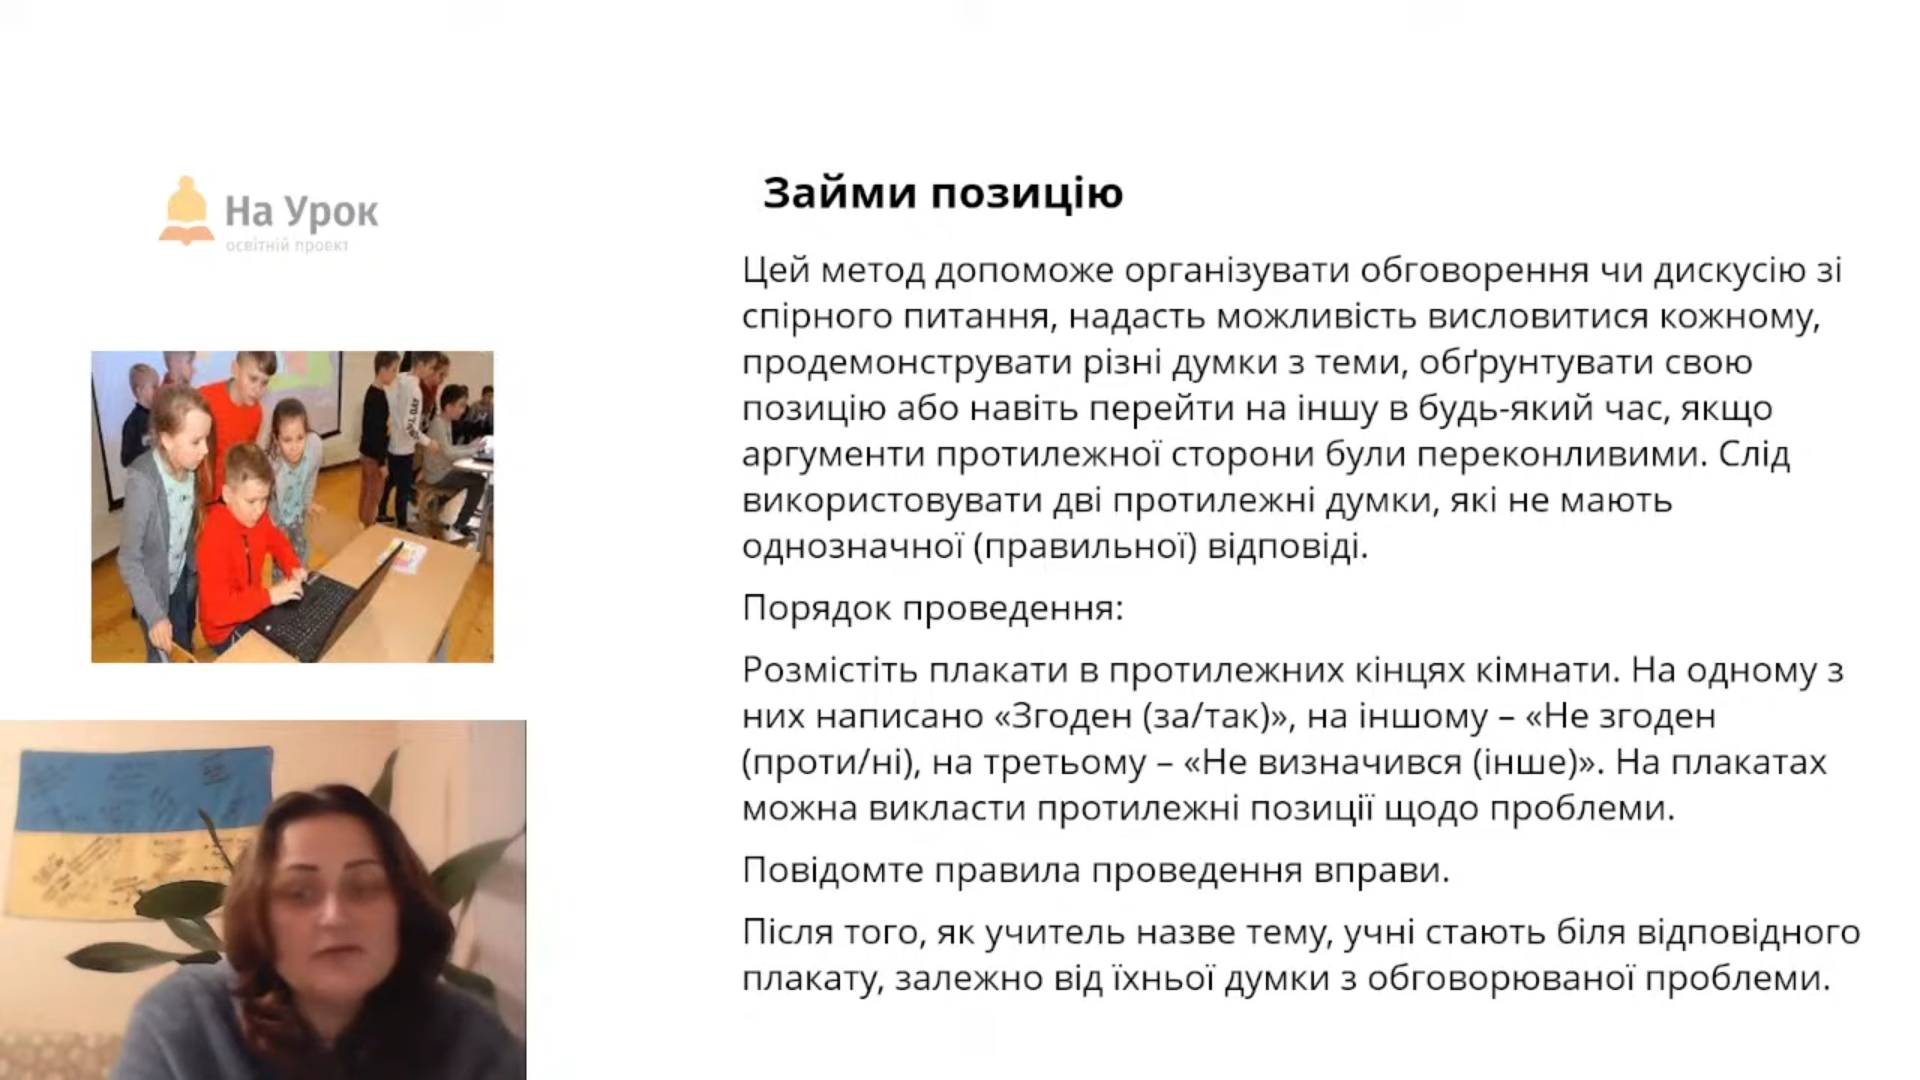 На Урок
освітній проект
Займи позицію
Цей метод допоможе організувати обговорення чи дискусію зі
спірного питання, надасть можливість висловитися кожному,
продемонструвати різні думки з теми, обґрунтувати свою
позицію або навіть перейти на іншу в будь-який час, якщо
аргументи протилежної сторони були переконливими. Слід
використовувати дві протилежні думки, які не мають
однозначної (правильної) відповіді.
Порядок проведення:
Розмістіть плакати в протилежних кінцях кімнати. На одному з
них написано «Згоден (за/так)», на іншому – «Не згоден
(проти/ні), на третьому – «Не визначився (інше)». На плакатах
можна викласти протилежні позиції щодо проблеми.
Повідомте правила проведення вправи.
Після того, як учитель назве тему, учні стають біля відповідного
плакату, залежно від їхньої думки з обговорюваної проблеми.